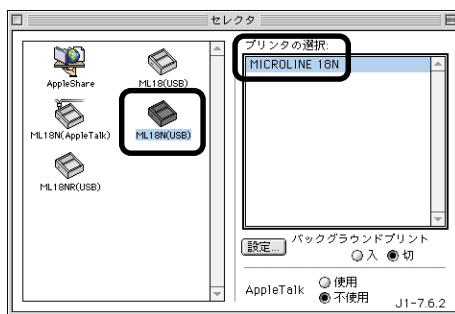 セレクタ
AppleShare
ML18(USB)
ML18N(AppleTalk)
ML18N(USB)
ML18NR(USB)
プリンタの選択:
MICROLINE 18N
設定...
バックグラウンドプリント
入 切
AppleTalk
使用
不使用
J1-7.6.2